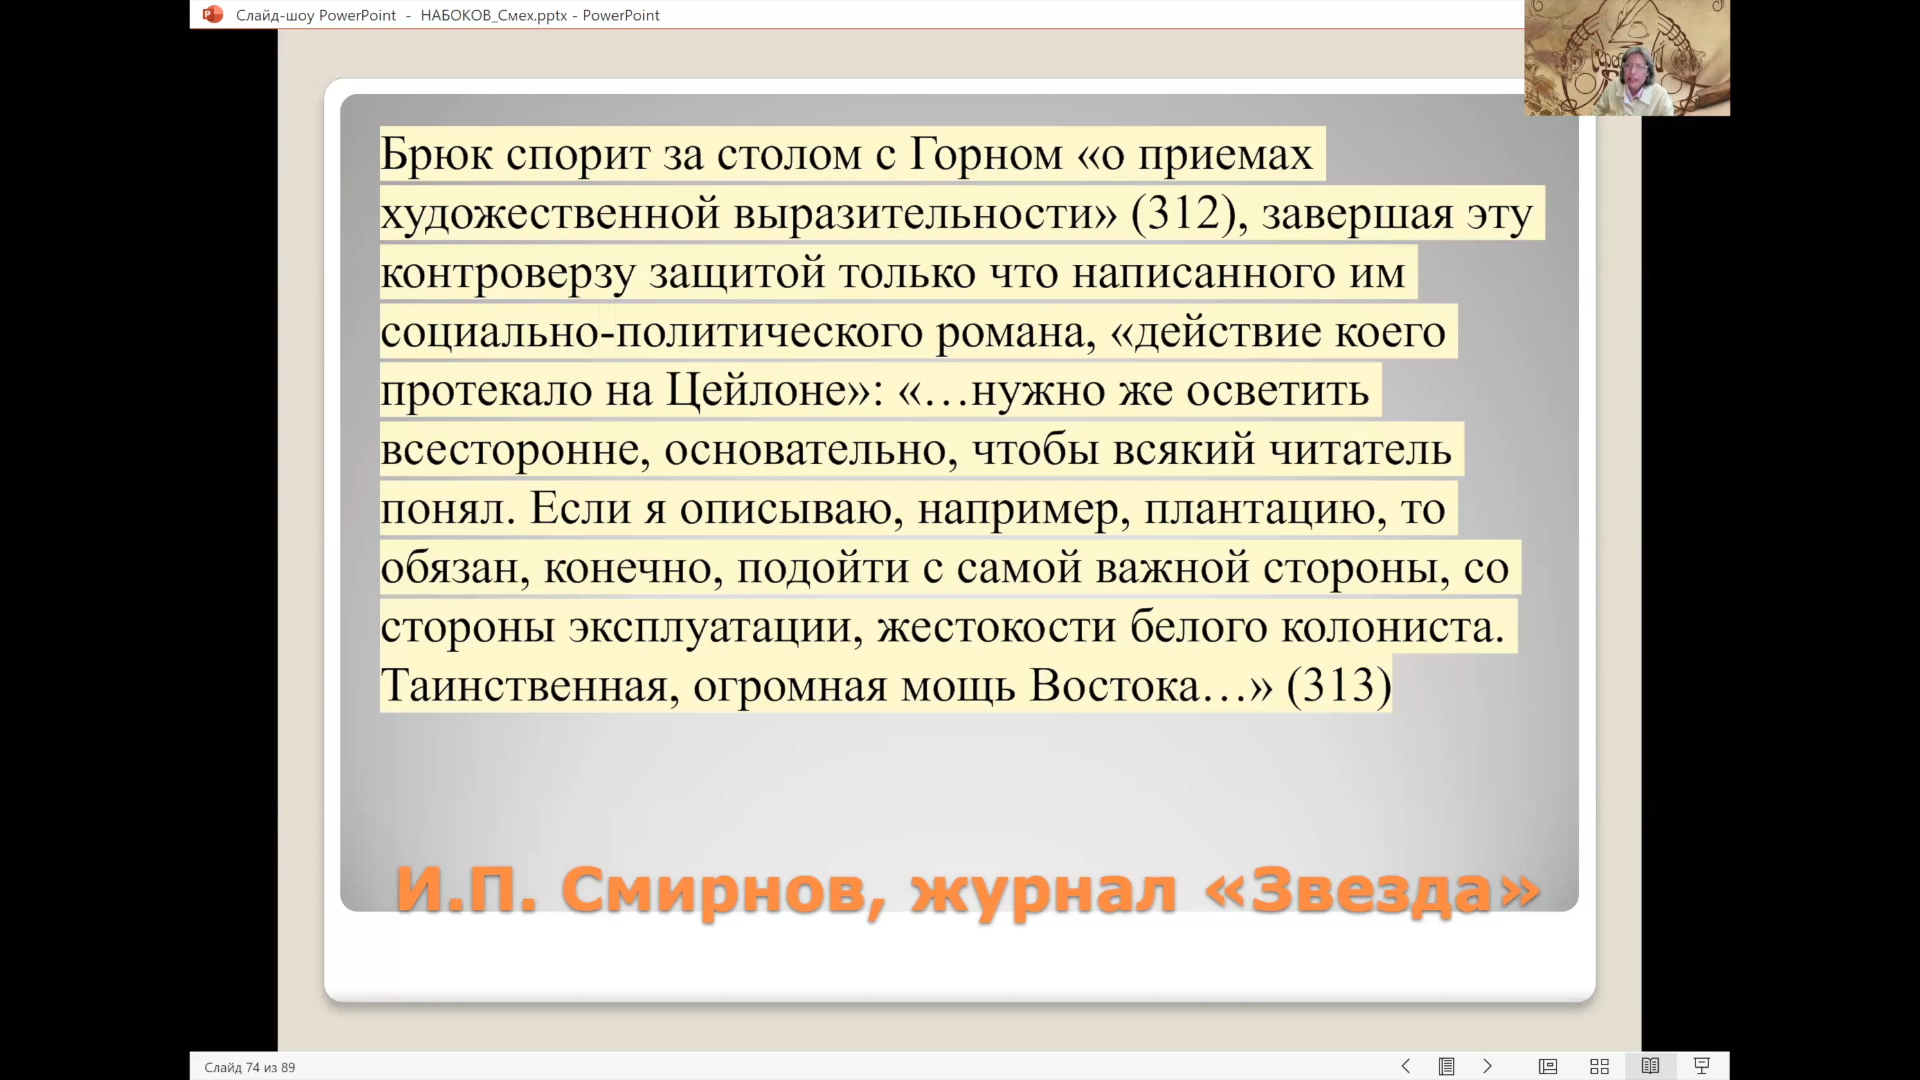 Слайд-шоу PowerPoint - НАБОКОВ_Смех.pptx - PowerPoint
Брюк спорит за столом с Горном «о приемах
художественной выразительности» (312), завершая эту
контроверзу защитой только что написанного им
социально-политического романа, «действие коего
протекало на Цейлоне»: «…нужно же осветить
всесторонне, основательно, чтобы всякий читатель
понял. Если я описываю, например, плантацию, то
обязан, конечно, подойти с самой важной стороны, со
стороны эксплуатации, жестокости белого колониста.
Таинственная, огромная мощь Востока…» (313)
И.П. Смирнов, журнал «Звезда»
Слайд 74 из 89